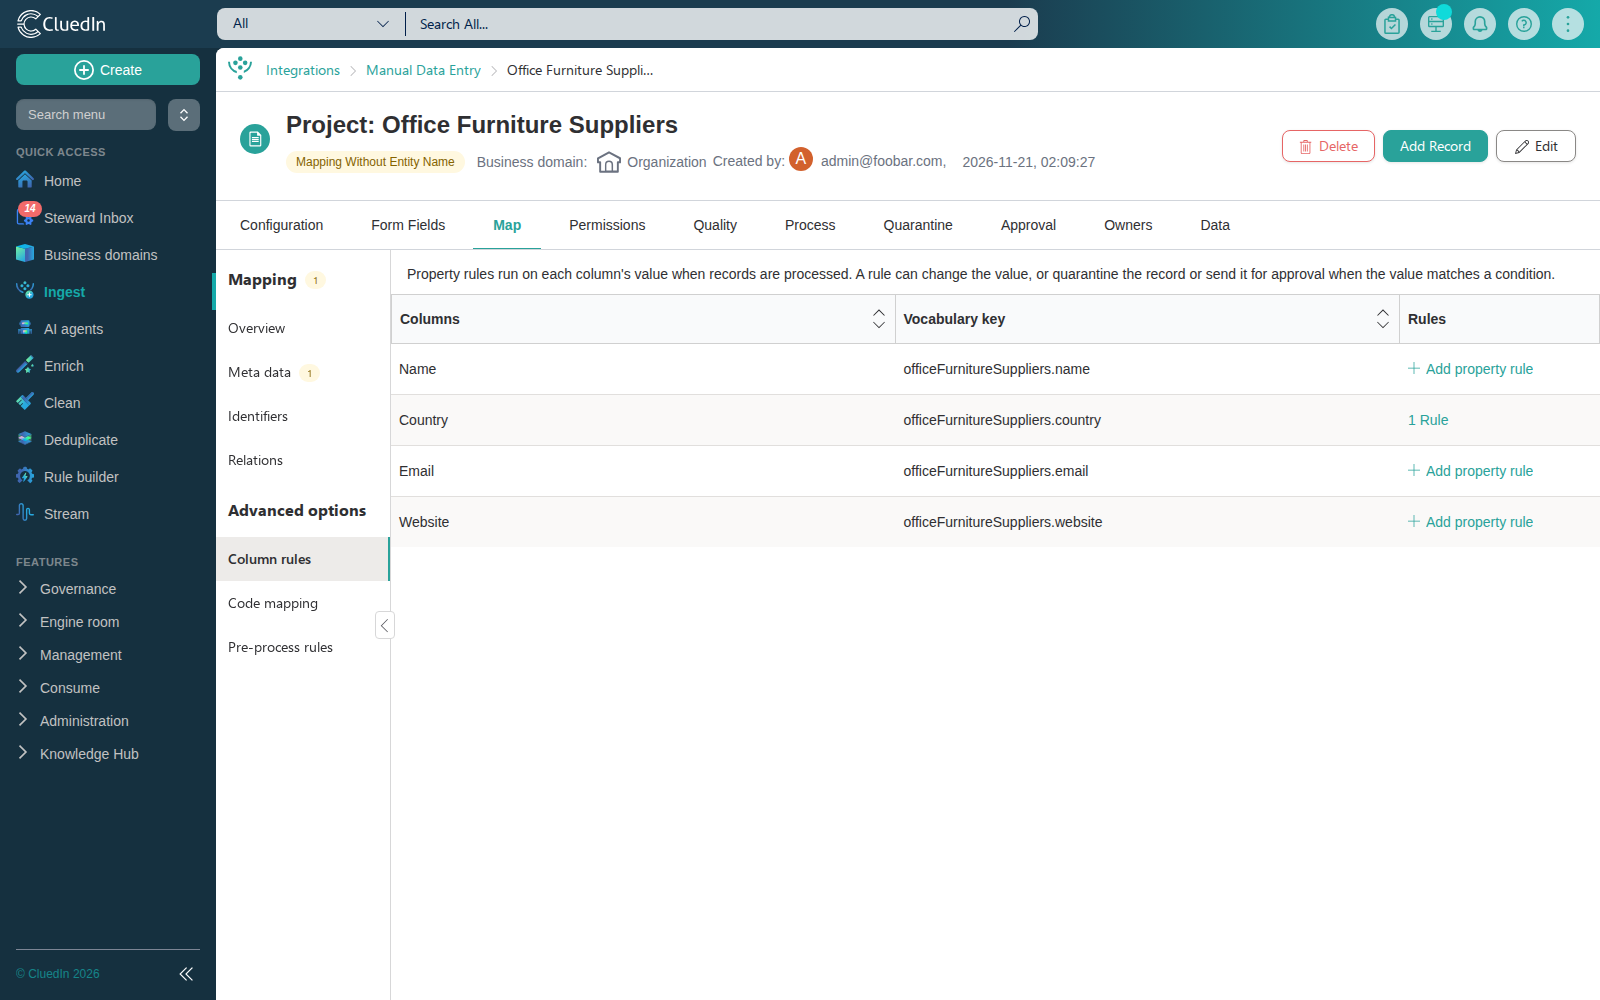 CluedIn
All
Search All...
Create
Search menu
QUICK ACCESS
Home
14
Steward Inbox
Business domains
Ingest
AI agents
Enrich
Clean
Deduplicate
Rule builder
Stream
FEATURES
Governance
Engine room
Management
Consume
Administration
Knowledge Hub
© CluedIn 2026
Integrations
Manual Data Entry
Office Furniture Suppli...
Project: Office Furniture Suppliers
Mapping Without Entity Name
Business domain:
Organization
Created by:
A
admin@foobar.com,
2026-11-21, 02:09:27
Delete
Add Record
Edit
Configuration
Form Fields
Map
Permissions
Quality
Process
Quarantine
Approval
Owners
Data
Mapping
1
Overview
Meta data
1
Identifiers
Relations
Advanced options
Column rules
Code mapping
Pre-process rules
Property rules run on each column's value when records are processed. A rule can change the value, or quarantine the record or send it for approval when the value matches a condition.
Columns
Vocabulary key
Rules
Name
officeFurnitureSuppliers.name
Add property rule
Country
officeFurnitureSuppliers.country
1 Rule
Email
officeFurnitureSuppliers.email
Add property rule
Website
officeFurnitureSuppliers.website
Add property rule